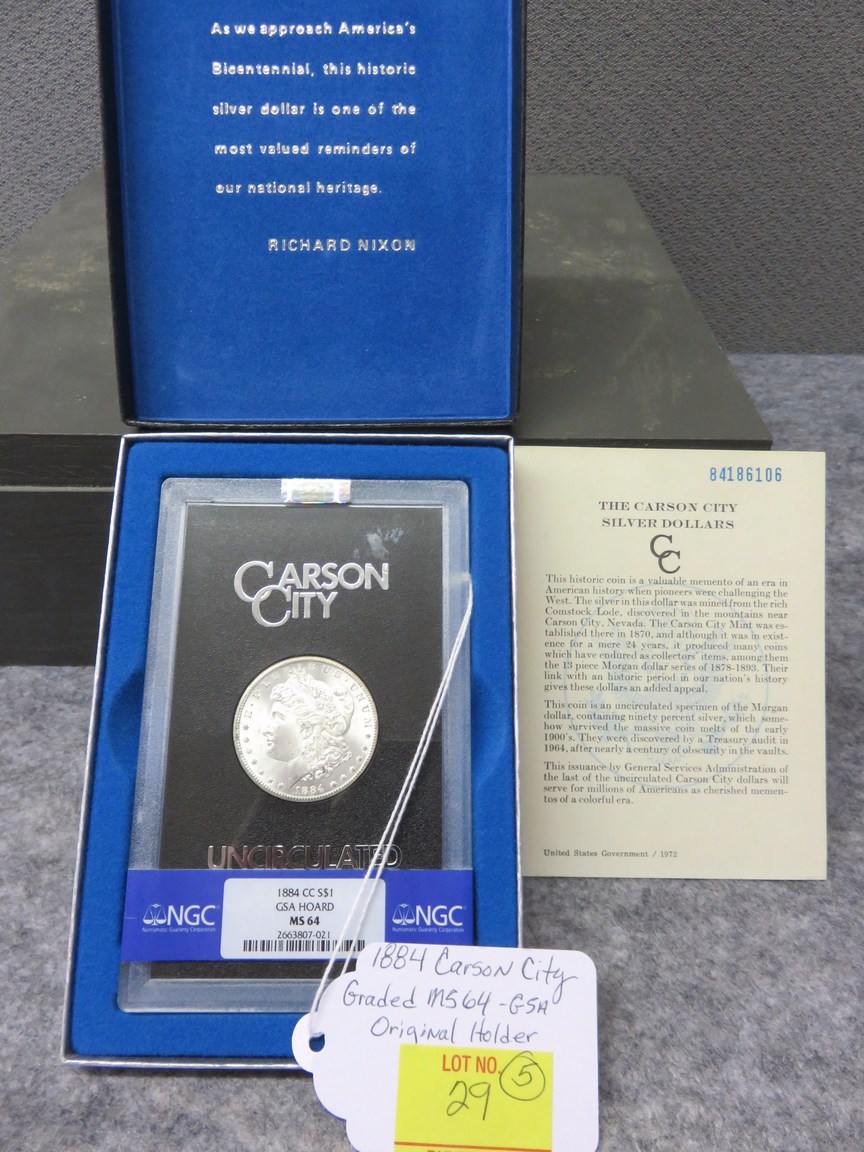 As we approach America's
Bicentennial, this historic
silver dollar is one of the
most valued reminders of
our national heritage.
RICHARD NIXON
84186106
THE CARSON CITY
SILVER DOLLARS
CC
This historic coin is a valuable memento of an era in
American history when pioneers were challenging the
West. The silver in this dollar was mined from the rich
Comstock Lode, discovered in the mountains near
Carson City, Nevada. The Carson City Mint was es-
tablished there in 1870, and although it was in exist-
ence for a mere 24 years, it produced many coins
which have endured as collectors' items, among them
the 13 piece Morgan dollar series of 1878-1893. Their
link with an historic period in our nation's history
gives these dollars an added appeal.
This coin is an uncirculated specimen of the Morgan
dollar, containing ninety percent silver, which some-
how survived the massive coin melts of the early
1900's. They were discovered by a Treasury audit in
1964, after nearly a century of obscurity in the vaults.
This issuance by General Services Administration of
the last of the uncirculated Carson City dollars will
serve for millions of Americans as cherished memen-
tos of a colorful era.
United States Government / 1972
CARSON
CITY
1884
UNCIRCULATED
NGC
Numismatic Guaranty Corporation
1884 CC S$1
GSA HOARD
MS 64
2663807-021
NGC
Numismatic Guaranty Corporation
1884 Carson City
Graded MS64 - GSA
Original Holder
LOT NO. 5
29